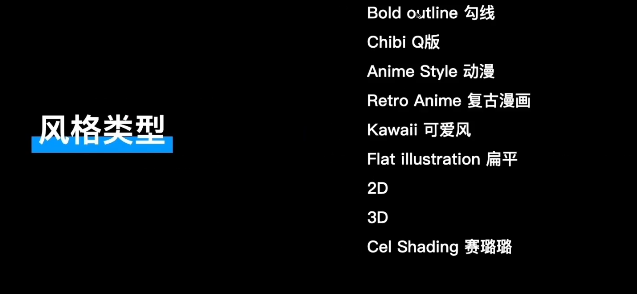 风格类型
Bold outline 勾线
Chibi Q版
Anime Style 动漫
Retro Anime 复古漫画
Kawaii 可爱风
Flat illustration 扁平
2D
3D
Cel Shading 赛璐璐